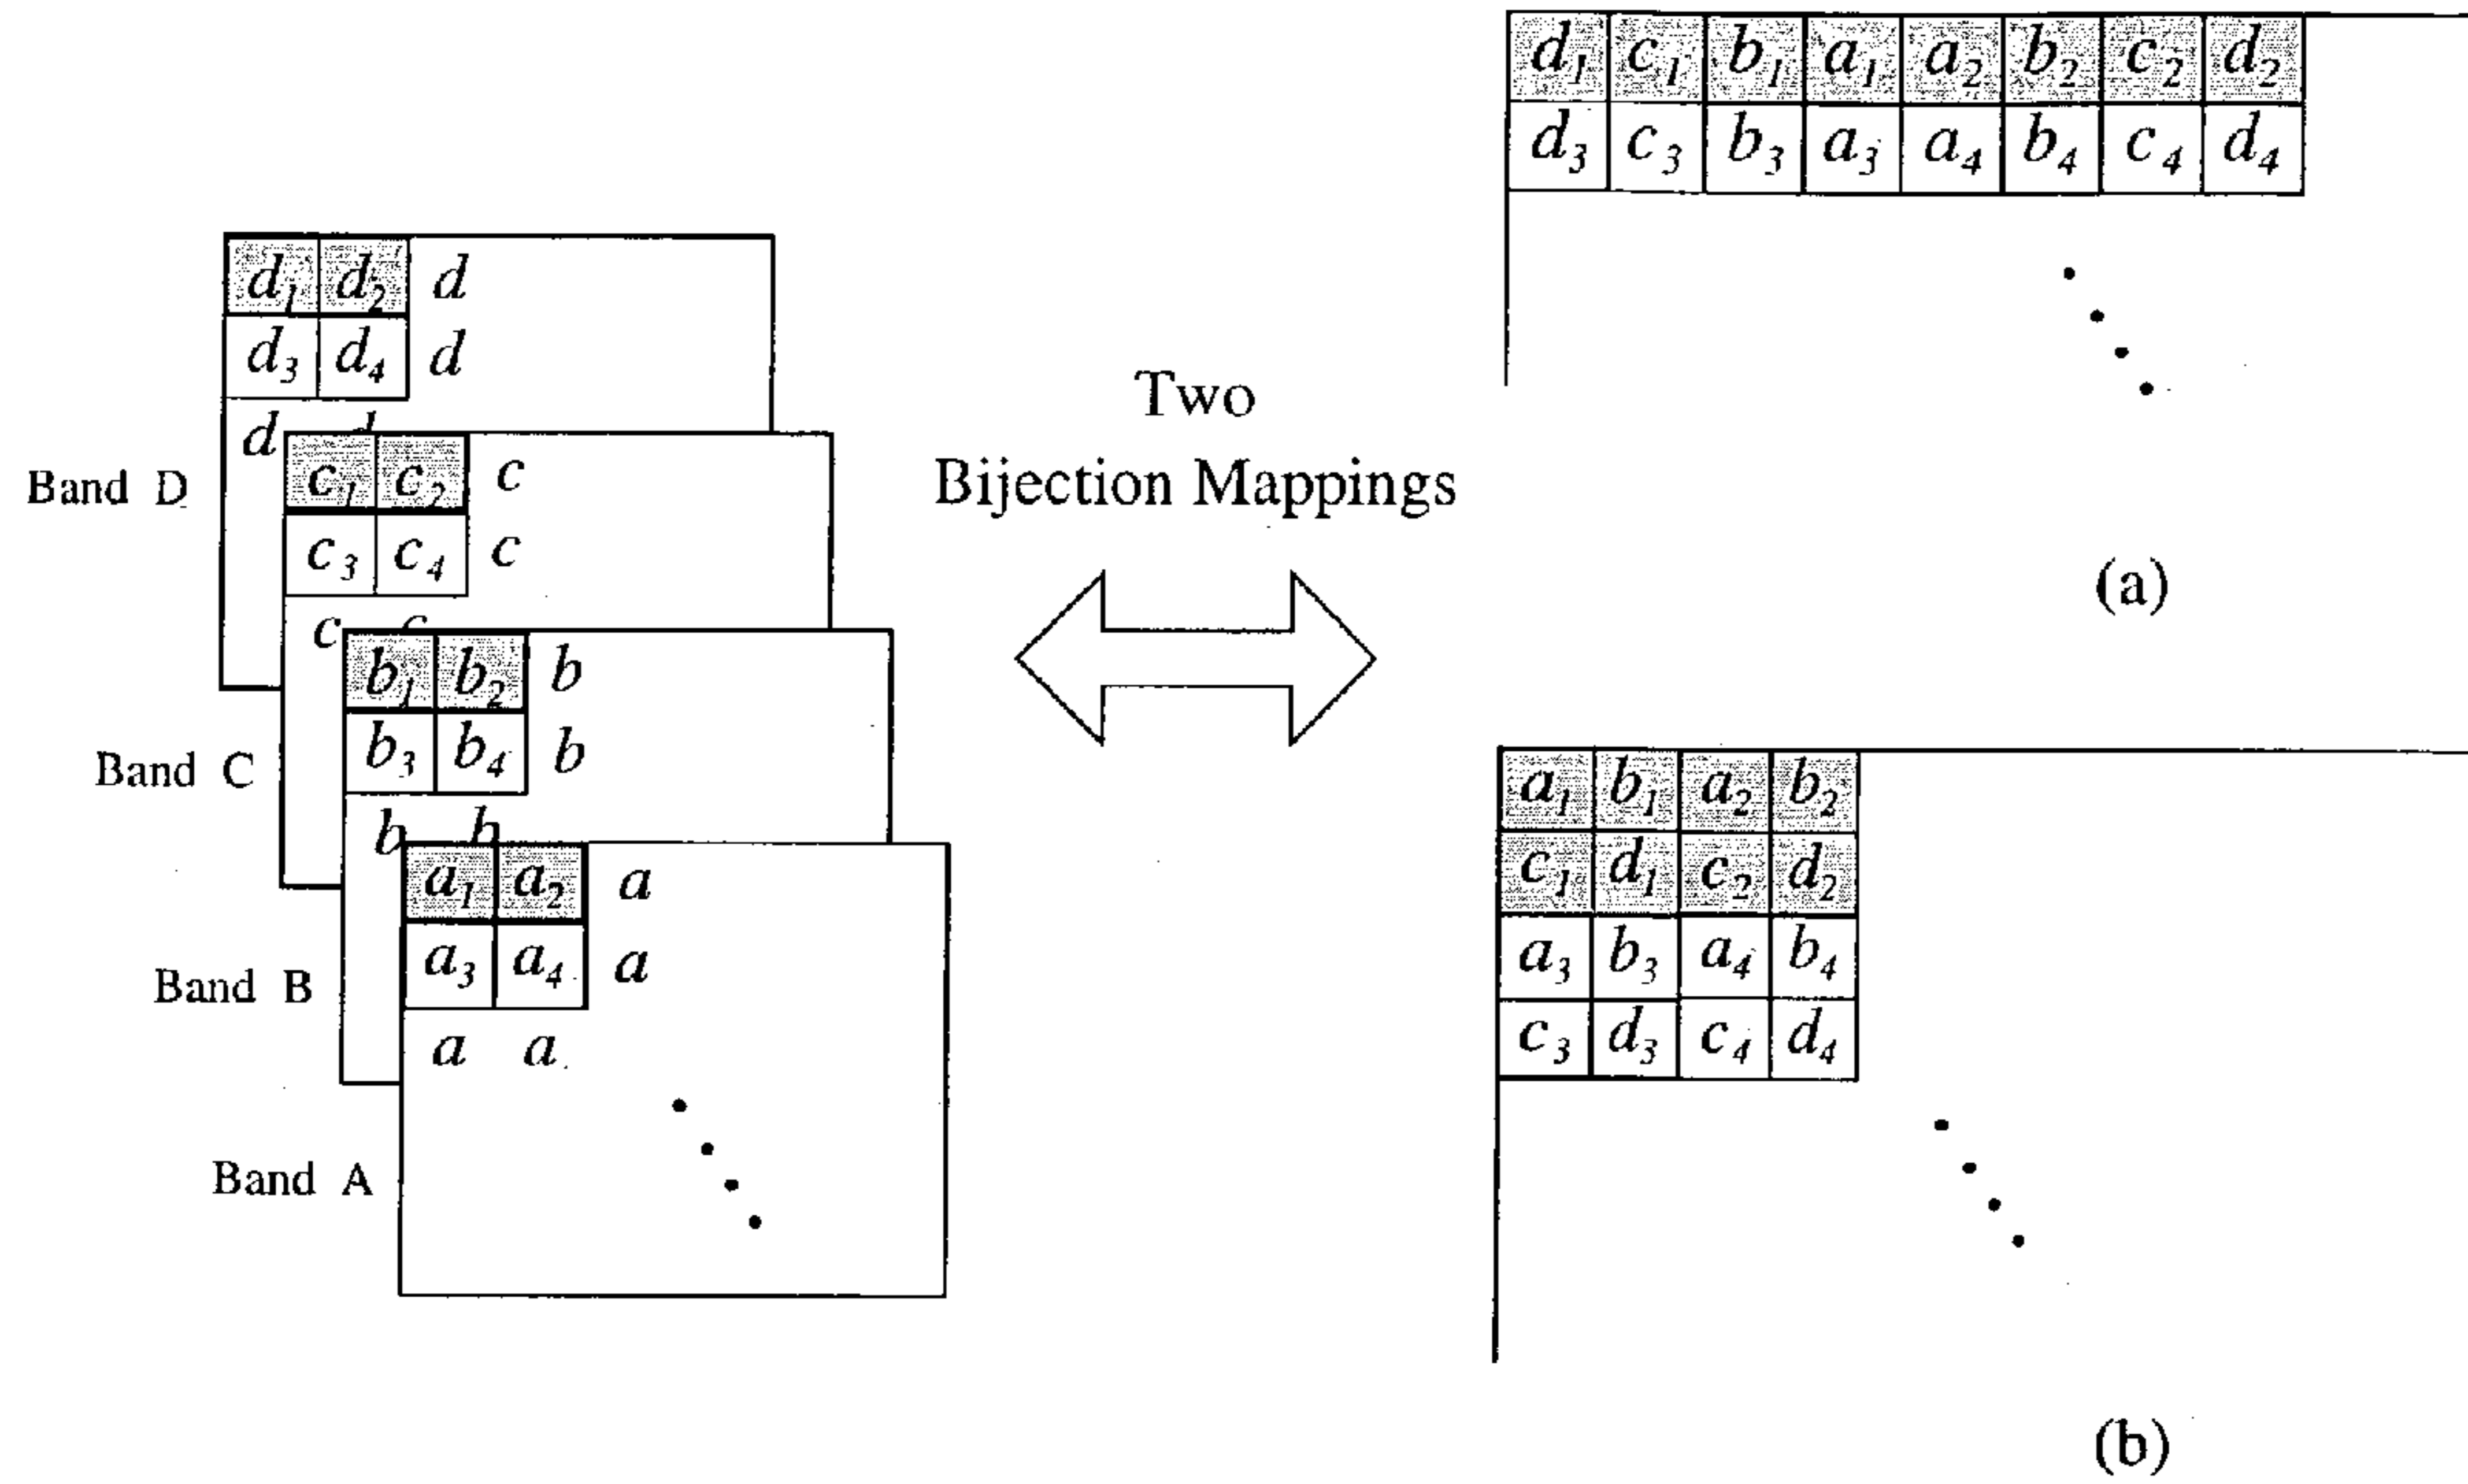 d1 d2 d
d3 d4 d
d d
Band D
c1 c2 c
c3 c4 c
c c
Band C
b1 b2 b
b3 b4 b
b b
Band B
a1 a2 a
a3 a4 a
a a
Band A
Two
Bijection Mappings
d1 c1 b1 a1 a2 b2 c2 d2
d3 c3 b3 a3 a4 b4 c4 d4
(a)
a1 b1 a2 b2
c1 d1 c2 d2
a3 b3 a4 b4
c3 d3 c4 d4
(b)